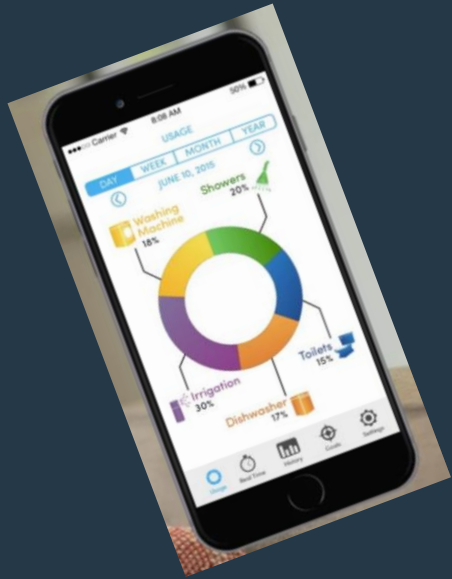 Carrier 8:08 AM 50%
USAGE
DAY WEEK MONTH YEAR
JUNE 10, 2015
Showers
20%
Washing
Machine
18%
Toilets
15%
Irrigation
30%
Dishwasher
17%
Usage Real Time History Goals Settings